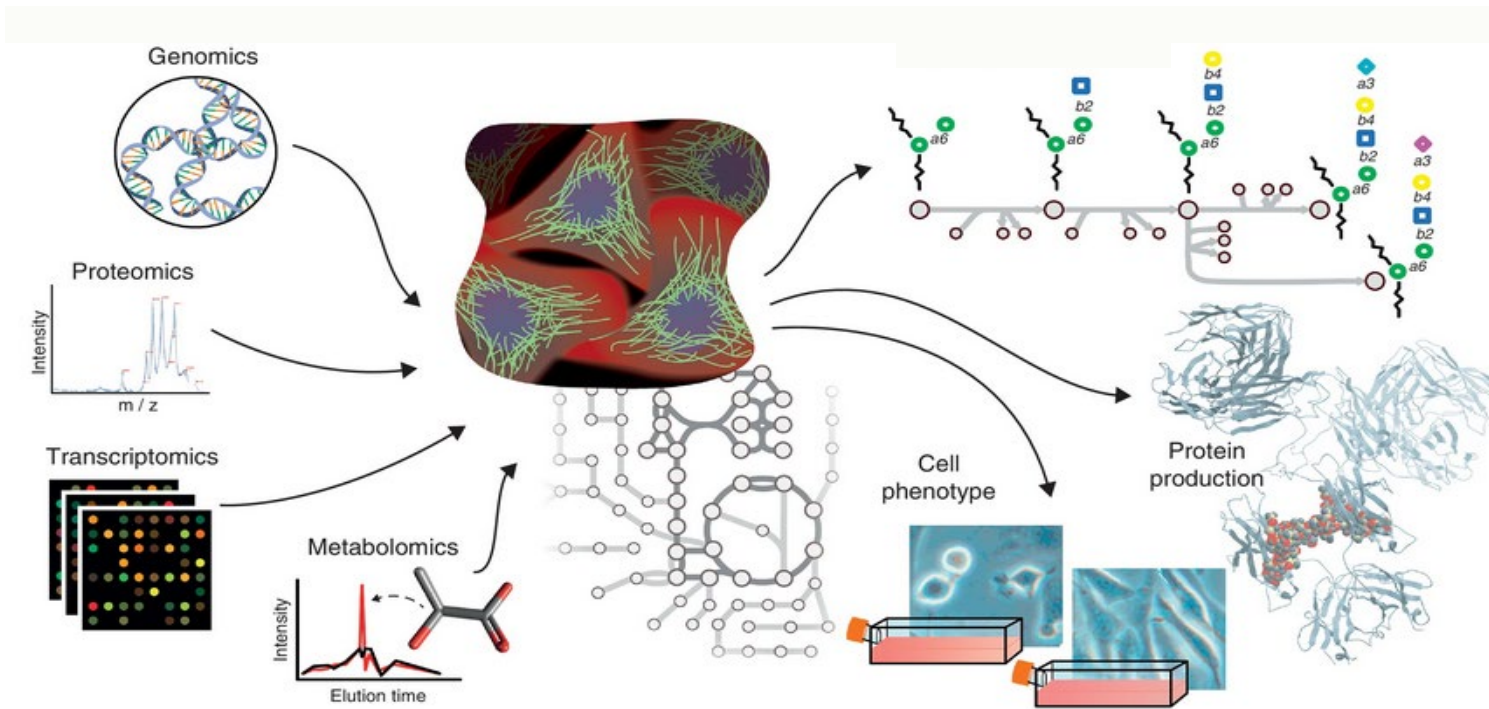 Genomics
Proteomics
Intensity
m / z
Transcriptomics
Metabolomics
Intensity
Elution time
a6
b2
a6
b4
b2
a6
a3
b4
b2
a6
a3
b4
b2
a6
Cell
phenotype
Protein
production